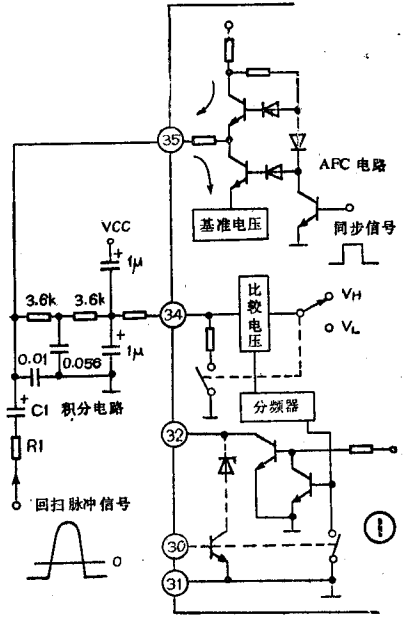 35
AFC 电路
基准电压
同步信号
VCC
+
1μ
3.6k
3.6k
34
比较电压
VH
VL
+
1μ
0.01
0.056
+
C1
积分电路
分频器
R1
32
回扫脉冲信号
30
1
0
31